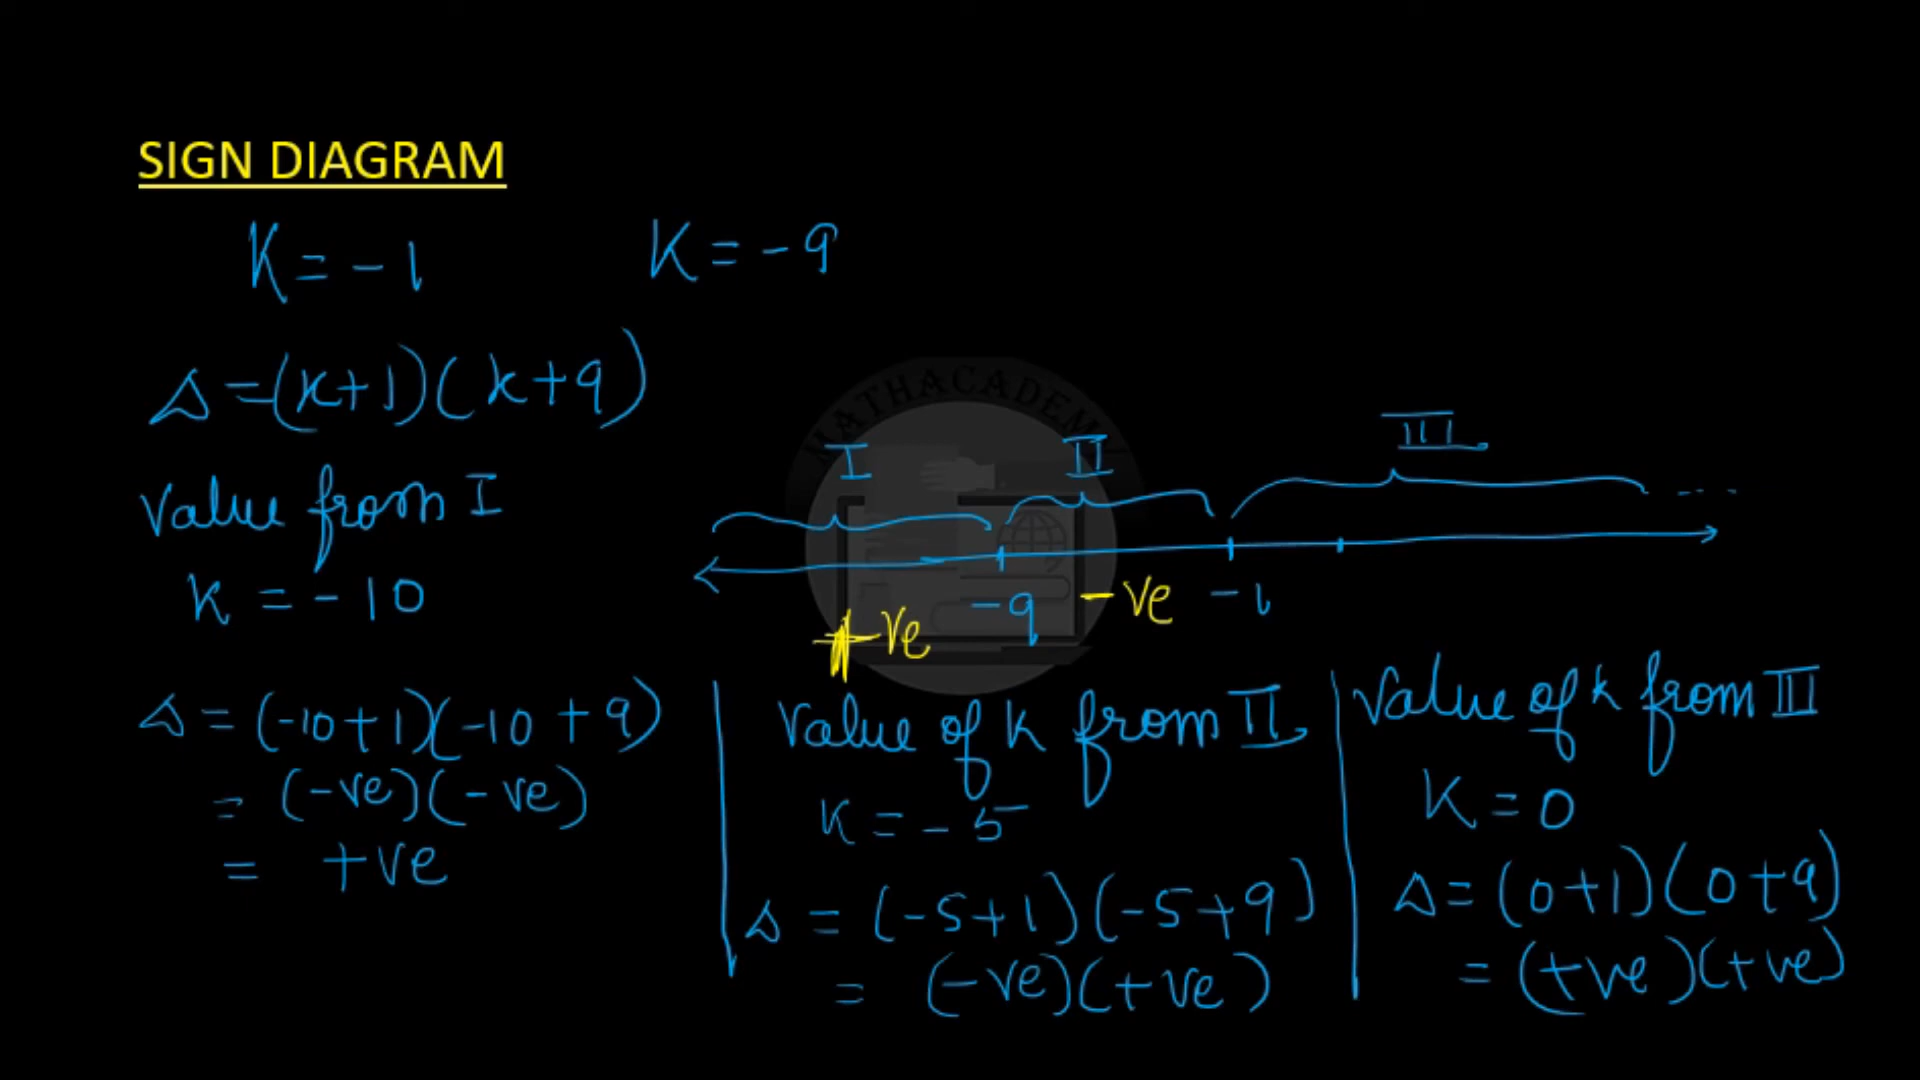 SIGN DIAGRAM
K = -1
K = -9
Δ = (k+1)(k+9)
MATHACADEMY
I
II
III
Value from I
K = -10
-9
-ve
-1
+ve
Δ = (-10+1)(-10+9)
= (-ve)(-ve)
= +ve
Value of k from II
K = -5
Δ = (-5+1)(-5+9)
= (-ve)(+ve)
Value of k from III
K = 0
Δ = (0+1)(0+9)
= (+ve)(+ve)